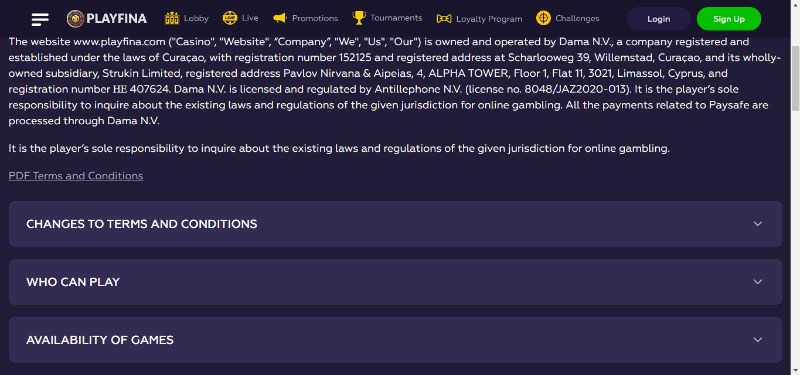 PLAYFINA
Lobby
Live
Promotions
Tournaments
Loyalty Program
Challenges
Login
Sign Up
The website www.playfina.com ("Casino", "Website", "Company", "We", "Us", "Our") is owned and operated by Dama N.V., a company registered and
established under the laws of Curaçao, with registration number 152125 and registered address at Scharlooweg 39, Willemstad, Curaçao, and its wholly-
owned subsidiary, Strukin Limited, registered address Pavlov Nirvana & Aipeias, 4, ALPHA TOWER, Floor 1, Flat 11, 3021, Limassol, Cyprus, and
registration number ΗΕ 407624. Dama N.V. is licensed and regulated by Antillephone N.V. (license no. 8048/JAZ2020-013). It is the player's sole
responsibility to inquire about the existing laws and regulations of the given jurisdiction for online gambling. All the payments related to Paysafe are
processed through Dama N.V.
It is the player's sole responsibility to inquire about the existing laws and regulations of the given jurisdiction for online gambling.
PDF Terms and Conditions
CHANGES TO TERMS AND CONDITIONS
WHO CAN PLAY
AVAILABILITY OF GAMES